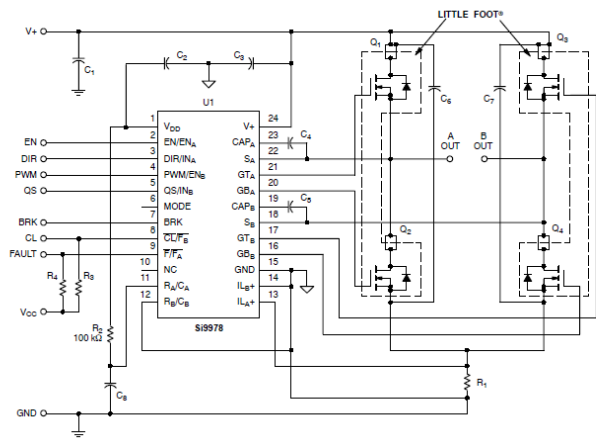 LITTLE FOOT®
V+
C1
C2
C3
Q1
Q3
C6
C7
U1
1 VDD V+ 24
EN 2 EN/ENA CAPA 23 C4
DIR 3 DIR/INA SA 22
PWM 4 PWM/ENB GTA 21
QS 5 QS/INB GBA 20
6 MODE CAPB 19 C5
BRK 7 BRK SB 18
CL 8 CL/FB GTB 17
FAULT 9 F/FA GBB 16
10 NC GND 15
11 RA/CA ILB+ 14
12 RB/CB ILA+ 13
Si9978
A OUT
B OUT
Q2
Q4
R4
R3
VCC
R2
100 kΩ
C8
R1
GND